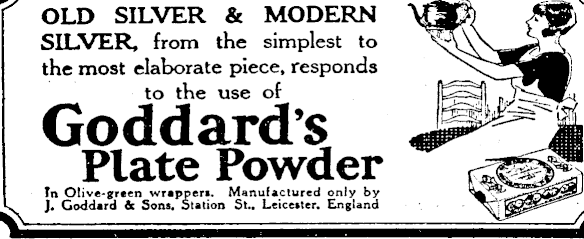 OLD SILVER & MODERN
SILVER, from the simplest to
the most elaborate piece, responds
to the use of
Goddard's
Plate Powder
In Olive-green wrappers. Manufactured only by
J. Goddard & Sons, Station St., Leicester, England